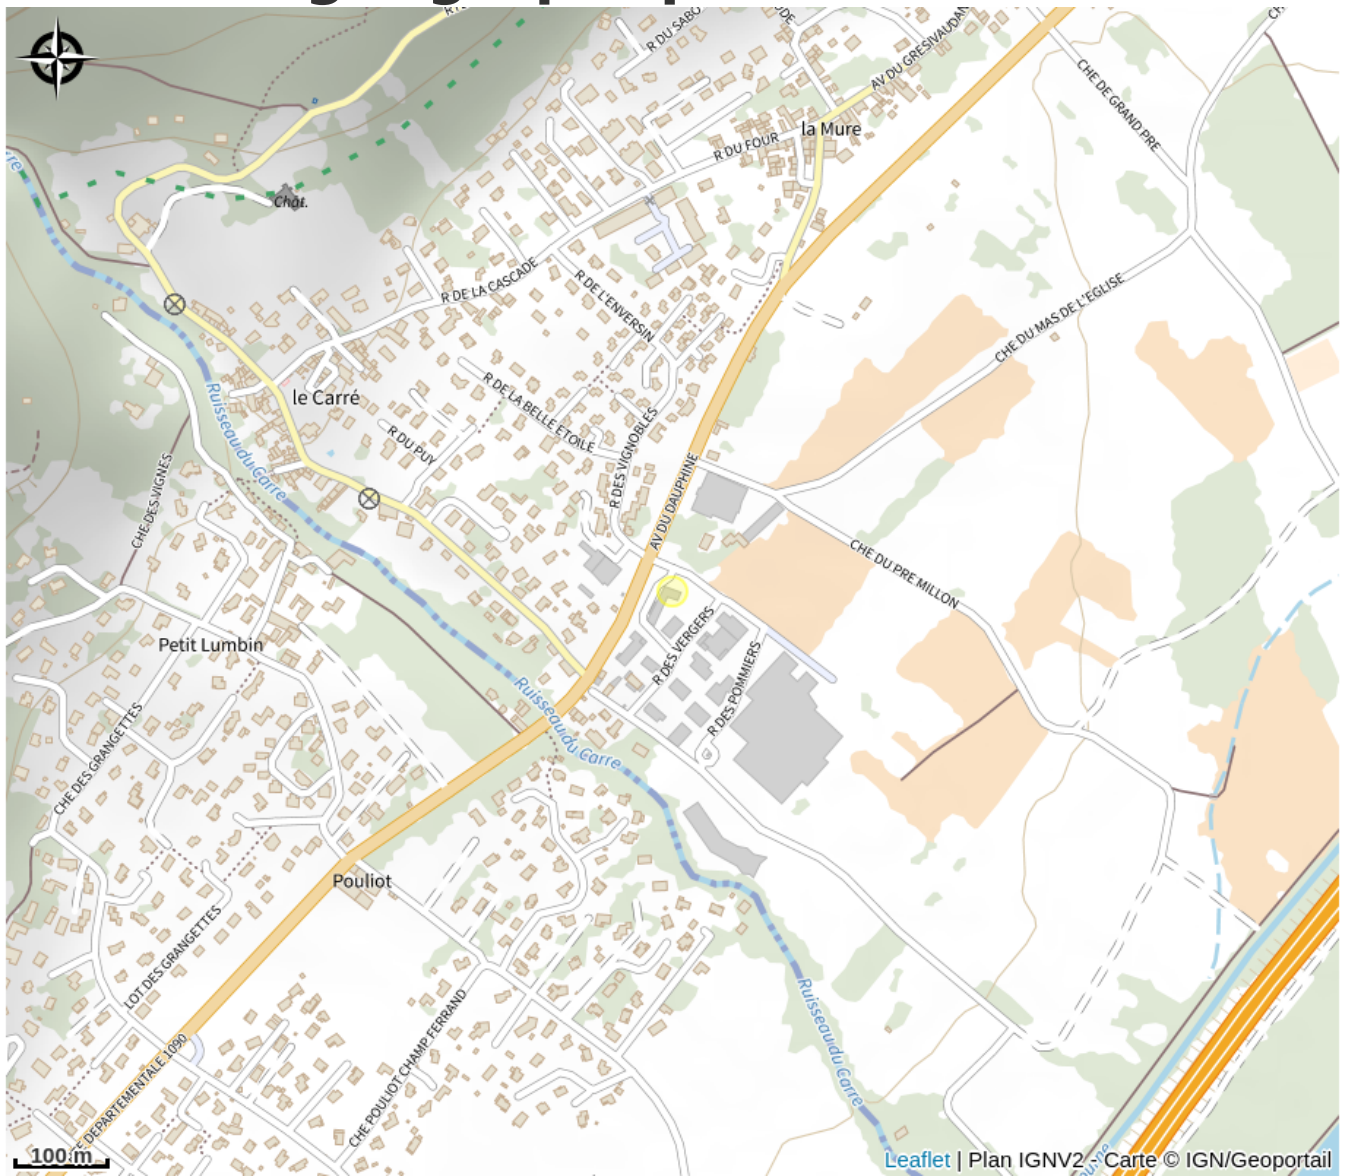 R DU SABO
ODE
AV DU GRESIVAUDAN
la Mure
R DU FOUR
CHE DE GRAND PRE
Chât.
R DE LA CASCADE
R DE L'ENVERSIN
CHE DU MAS DE L'EGLISE
le Carré
R DE LA BELLE ETOILE
R DU PUY
R DES VIGNOBLES
Ruisseau du Carre
CHE DES VIGNES
AV DU DAUPHINE
CHE DU PRE MILLON
Petit Lumbin
R DES VERGERS
R DES POMMIERS
Ruisseau du Carre
CHE DES GRANGETTES
Pouliot
LOT DES GRANGETTES
CHE POULIOT CHAMP FERRAND
Ruisseau du Carre
E DEPARTEMENTALE 1090
100 m
Leaflet | Plan IGNV2 - Carte © IGN/Geoportail